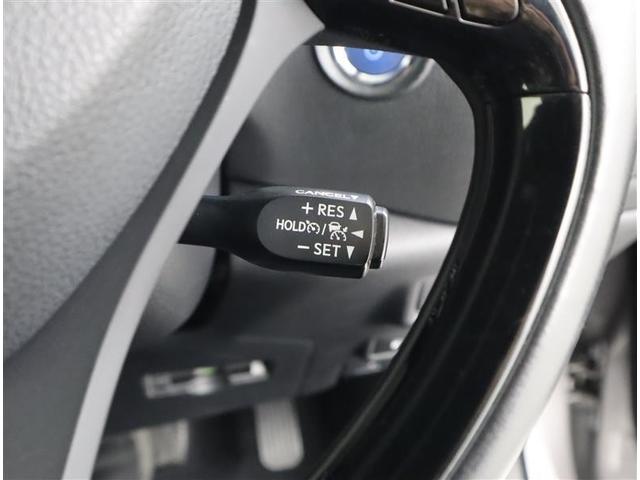 CANCEL
+ RES ▲
HOLD / ◀
− SET ▼